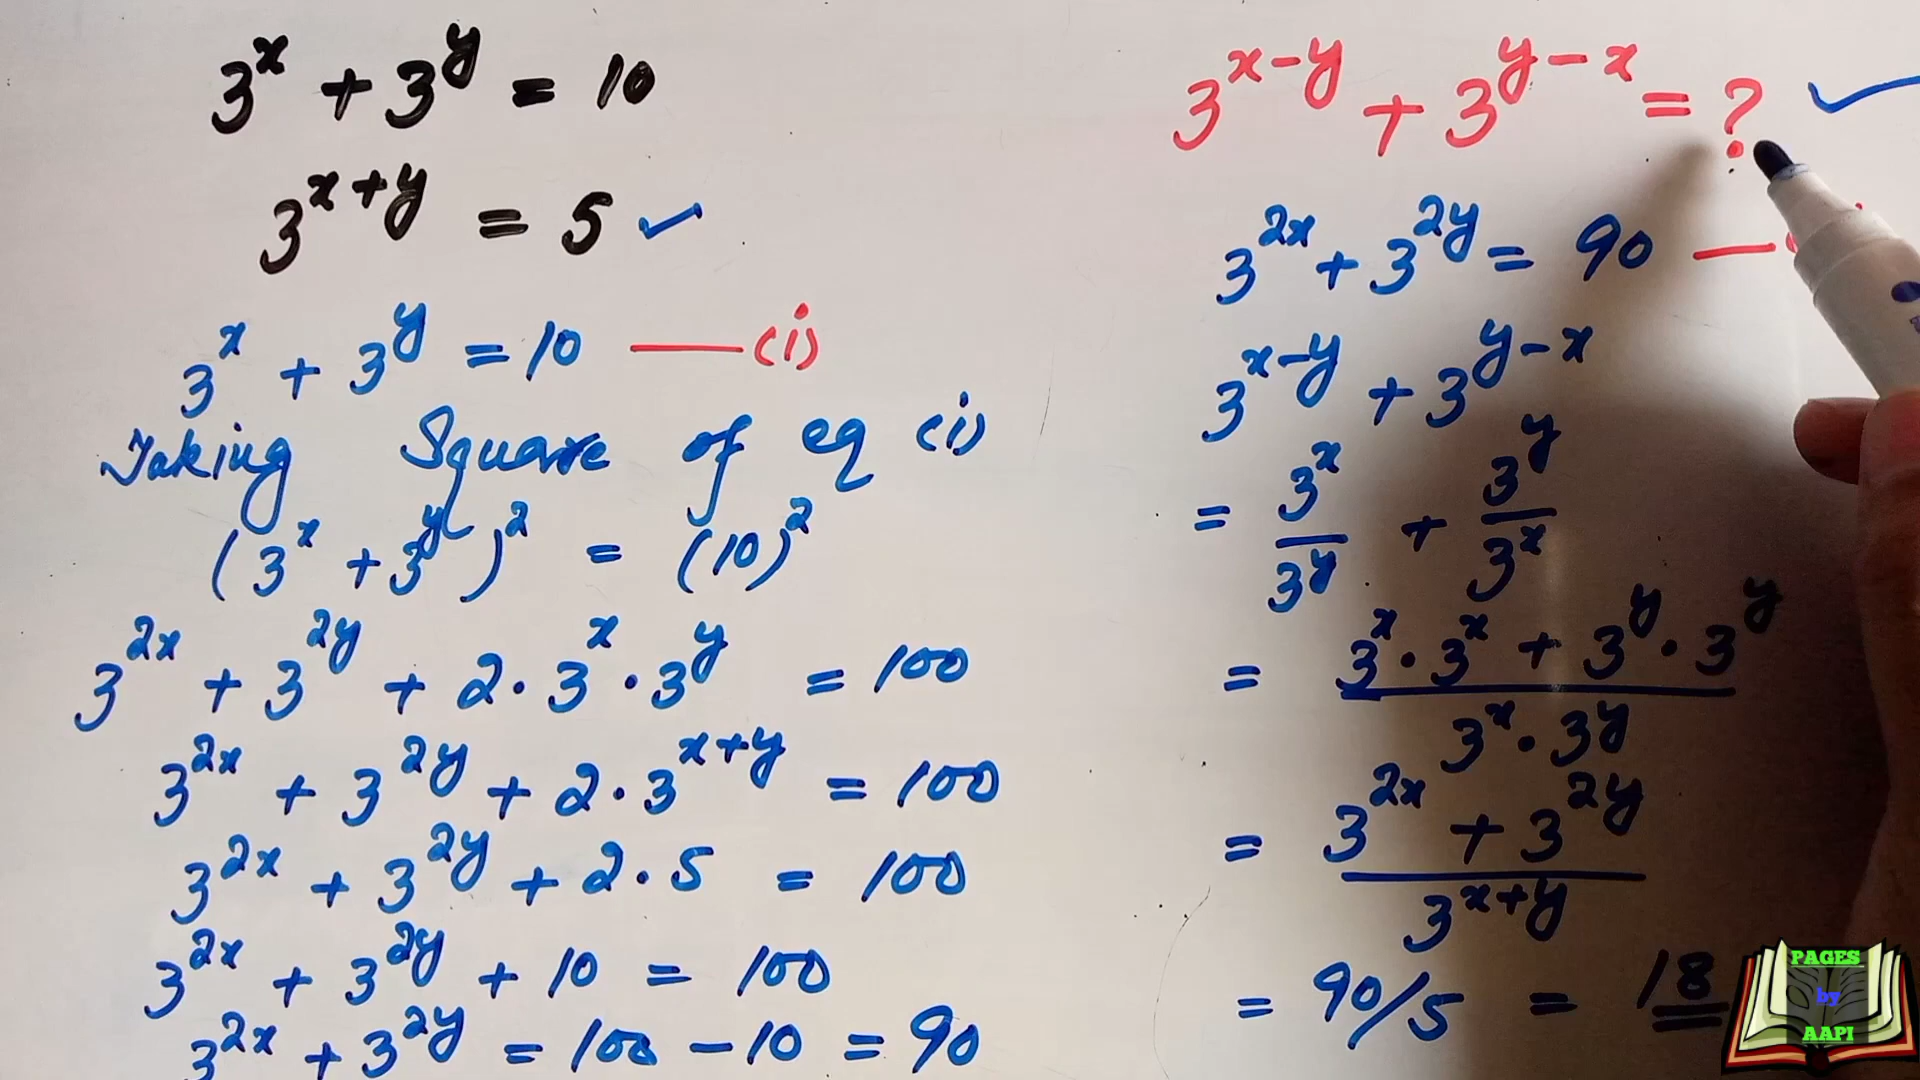 3^x + 3^y = 10
3^(x+y) = 5 ✓
3^x + 3^y = 10 —(i)
Taking Square of eq (i)
(3^x + 3^y)^2 = (10)^2
3^2x + 3^2y + 2·3^x·3^y = 100
3^2x + 3^2y + 2·3^(x+y) = 100
3^2x + 3^2y + 2·5 = 100
3^2x + 3^2y + 10 = 100
3^2x + 3^2y = 100 − 10 = 90
3^(x−y) + 3^(y−x) = ? ✓
3^2x + 3^2y = 90 —
3^(x−y) + 3^(y−x)
= 3^x/3^y + 3^y/3^x
= (3^x·3^x + 3^y·3^y)/(3^x·3^y)
= (3^2x + 3^2y)/3^(x+y)
= 90/5 = 18
PAGES
by
AAPI